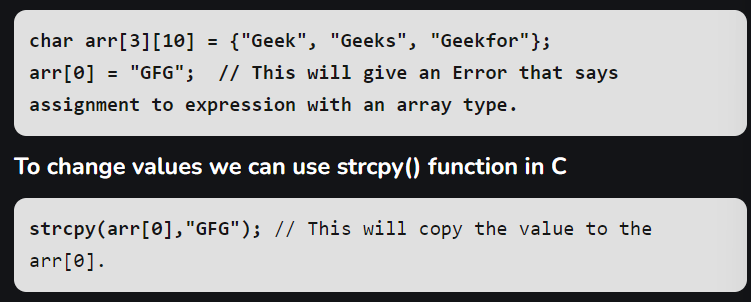 char arr[3][10] = {"Geek", "Geeks", "Geekfor"};
arr[0] = "GFG";  // This will give an Error that says
assignment to expression with an array type.
To change values we can use strcpy() function in C
strcpy(arr[0],"GFG"); // This will copy the value to the
arr[0].